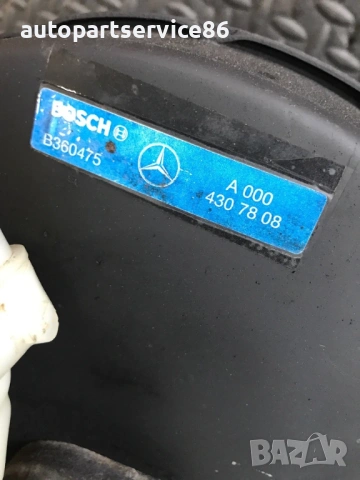 autopartservice86
BOSCH
B360475
A 000
430 78 08
BAZAR